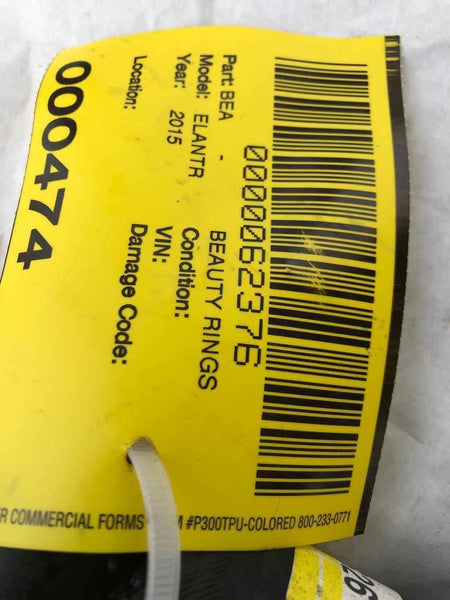 0000062376
Part: BEA - BEAUTY RINGS
Model: ELANTR Condition:
Year: 2015 VIN:
Location: Damage Code:
000474
R COMMERCIAL FORMS #P300TPU-COLORED 800-233-0771
26